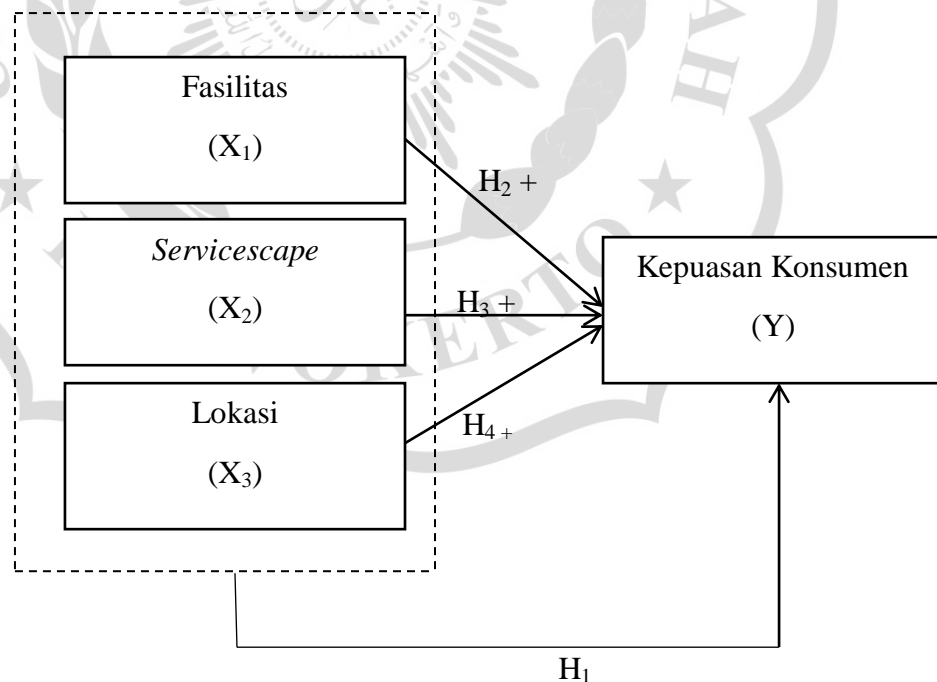 Fasilitas
(X₁)
H₂ +
Servicescape
(X₂)
H₃ +
Kepuasan Konsumen
(Y)
Lokasi
(X₃)
H₄ +
H₁